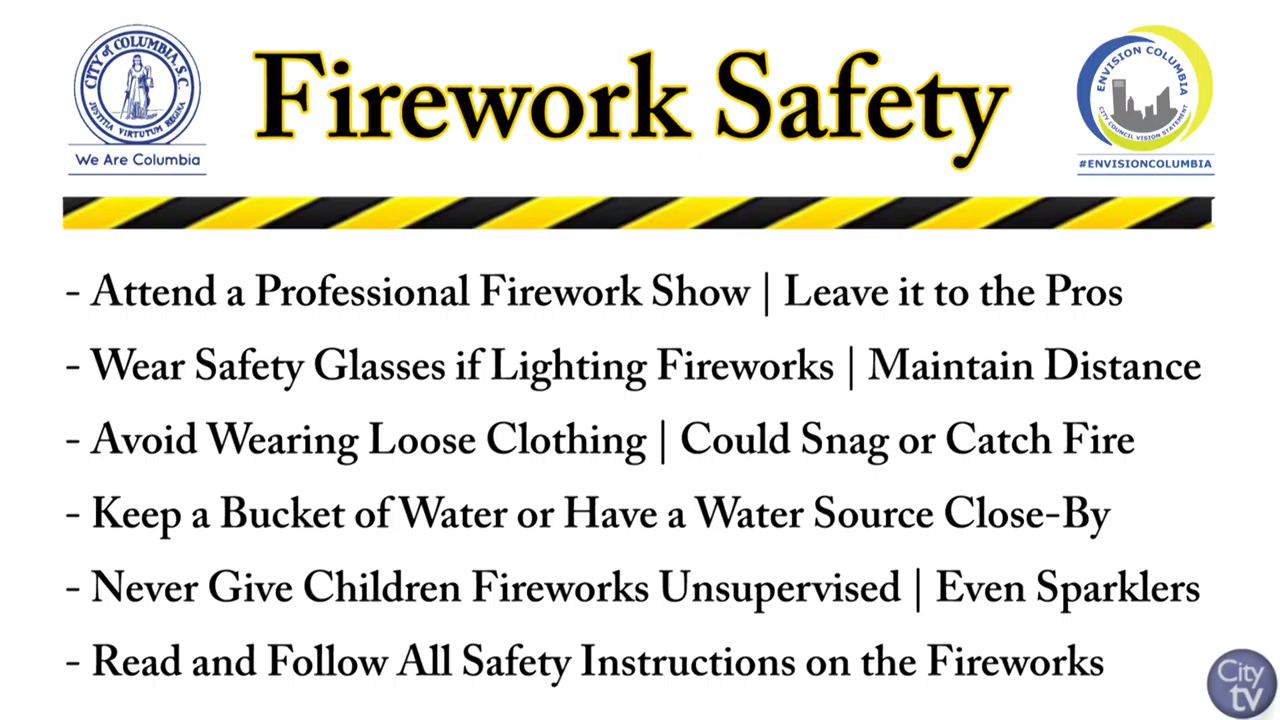 CITY of COLUMBIA, S.C.
JUSTITIA VIRTUTUM REGINA
We Are Columbia
Firework Safety
ENVISION COLUMBIA
CITY COUNCIL VISION STATEMENT
#ENVISIONCOLUMBIA
- Attend a Professional Firework Show | Leave it to the Pros
- Wear Safety Glasses if Lighting Fireworks | Maintain Distance
- Avoid Wearing Loose Clothing | Could Snag or Catch Fire
- Keep a Bucket of Water or Have a Water Source Close-By
- Never Give Children Fireworks Unsupervised | Even Sparklers
- Read and Follow All Safety Instructions on the Fireworks
City
tv